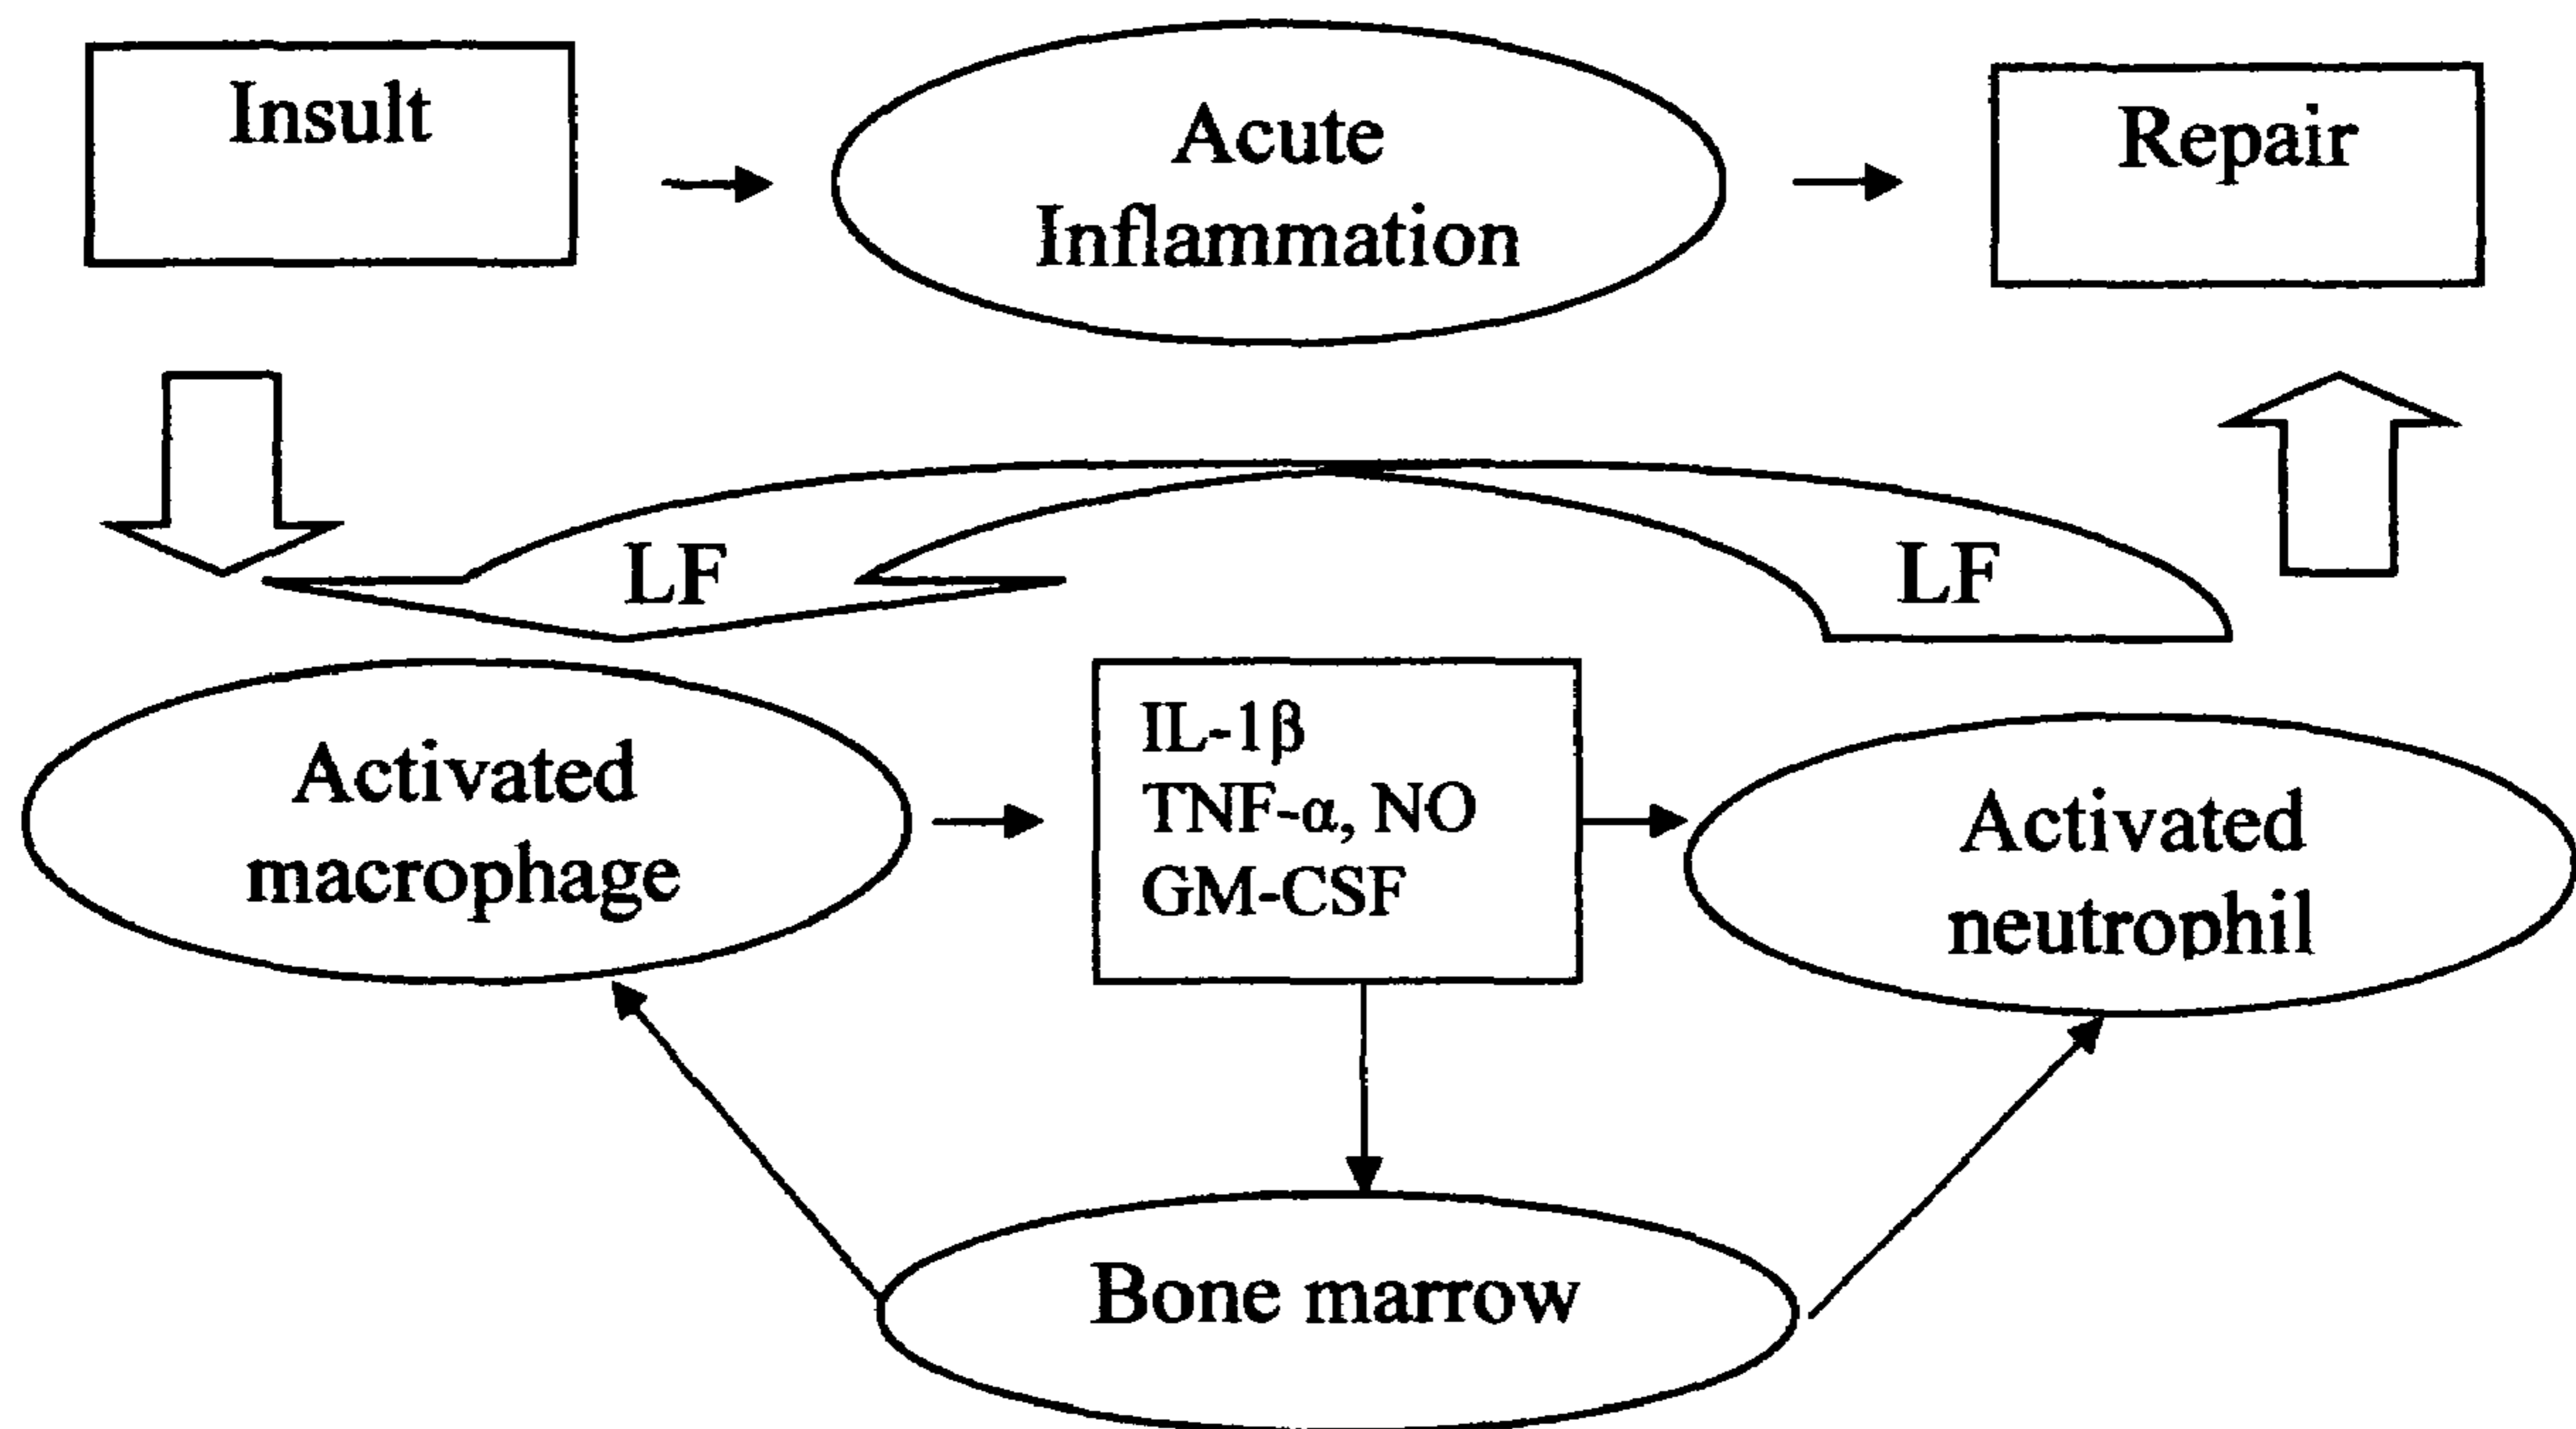 Insult
Acute
Inflammation
Repair
LF
LF
Activated
macrophage
IL-1β
TNF-α, NO
GM-CSF
Activated
neutrophil
Bone marrow